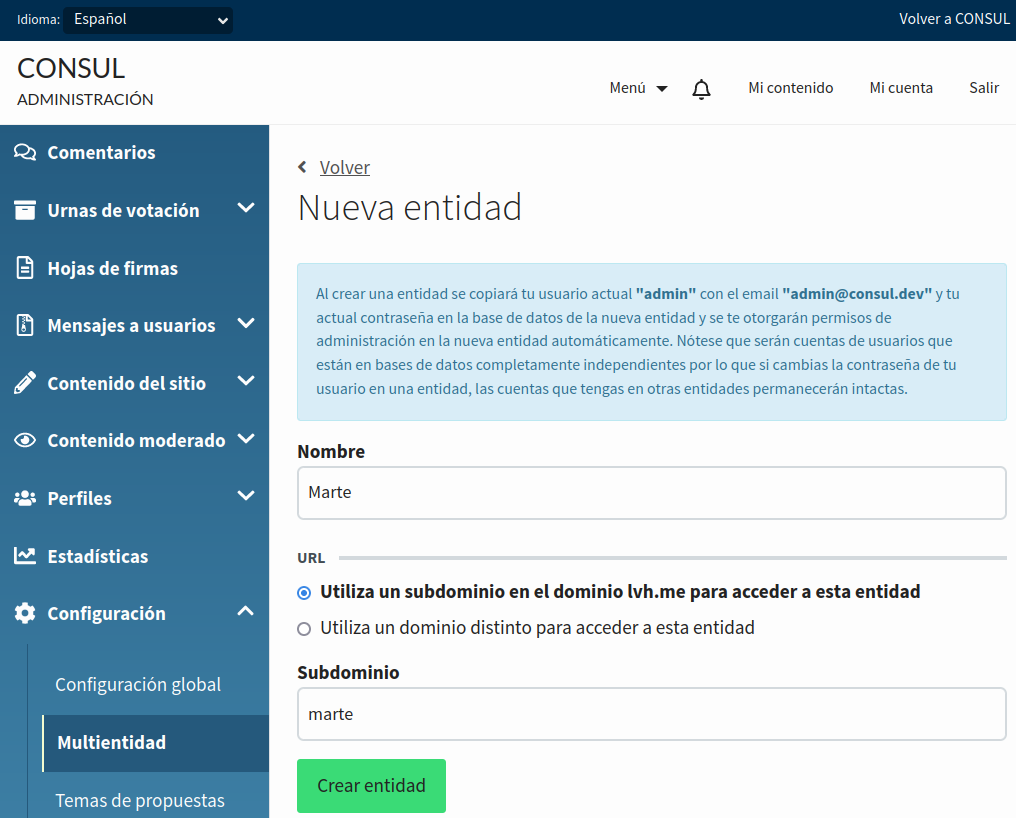 Idioma: Español Volver a CONSUL
CONSUL
ADMINISTRACIÓN
Menú Mi contenido Mi cuenta Salir
Comentarios
Urnas de votación
Hojas de firmas
Mensajes a usuarios
Contenido del sitio
Contenido moderado
Perfiles
Estadísticas
Configuración
Configuración global
Multientidad
Temas de propuestas
Volver
Nueva entidad
Al crear una entidad se copiará tu usuario actual "admin" con el email "admin@consul.dev" y tu
actual contraseña en la base de datos de la nueva entidad y se te otorgarán permisos de
administración en la nueva entidad automáticamente. Nótese que serán cuentas de usuarios que
están en bases de datos completamente independientes por lo que si cambias la contraseña de tu
usuario en una entidad, las cuentas que tengas en otras entidades permanecerán intactas.
Nombre
Marte
URL
Utiliza un subdominio en el dominio lvh.me para acceder a esta entidad
Utiliza un dominio distinto para acceder a esta entidad
Subdominio
marte
Crear entidad